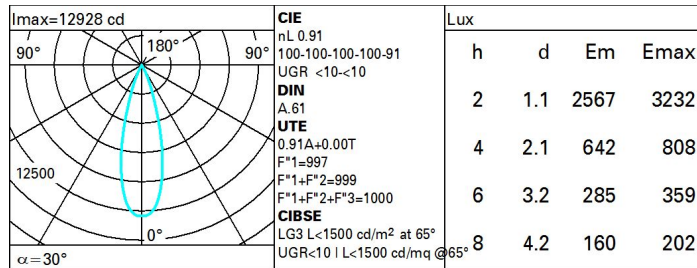 Imax=12928 cd
90° 180° 90°
12500
0°
α=30°
CIE
nL 0.91
100-100-100-100-91
UGR <10-<10
DIN
A.61
UTE
0.91A+0.00T
F"1=997
F"1+F"2=999
F"1+F"2+F"3=1000
CIBSE
LG3 L<1500 cd/m² at 65°
UGR<10 | L<1500 cd/mq @65°
Lux
h d Em Emax
2 1.1 2567 3232
4 2.1 642 808
6 3.2 285 359
8 4.2 160 202